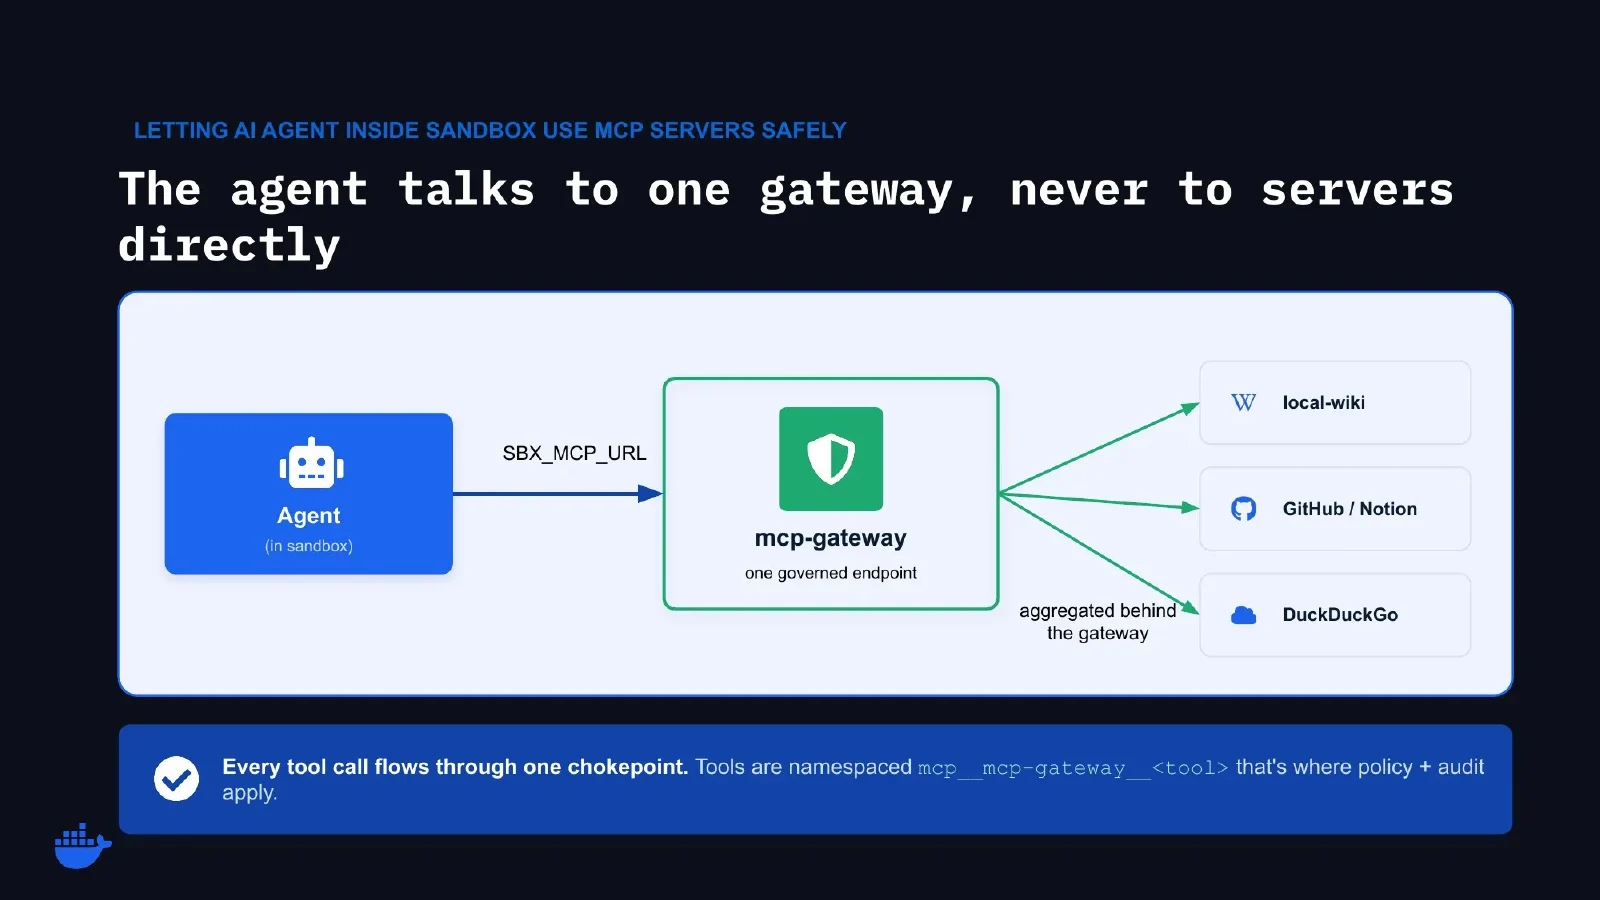 LETTING AI AGENT INSIDE SANDBOX USE MCP SERVERS SAFELY
The agent talks to one gateway, never to servers
directly
Agent
(in sandbox)
SBX_MCP_URL
mcp-gateway
one governed endpoint
aggregated behind
the gateway
W local-wiki
GitHub / Notion
DuckDuckGo
Every tool call flows through one chokepoint. Tools are namespaced mcp__mcp-gateway__<tool> that's where policy + audit
apply.